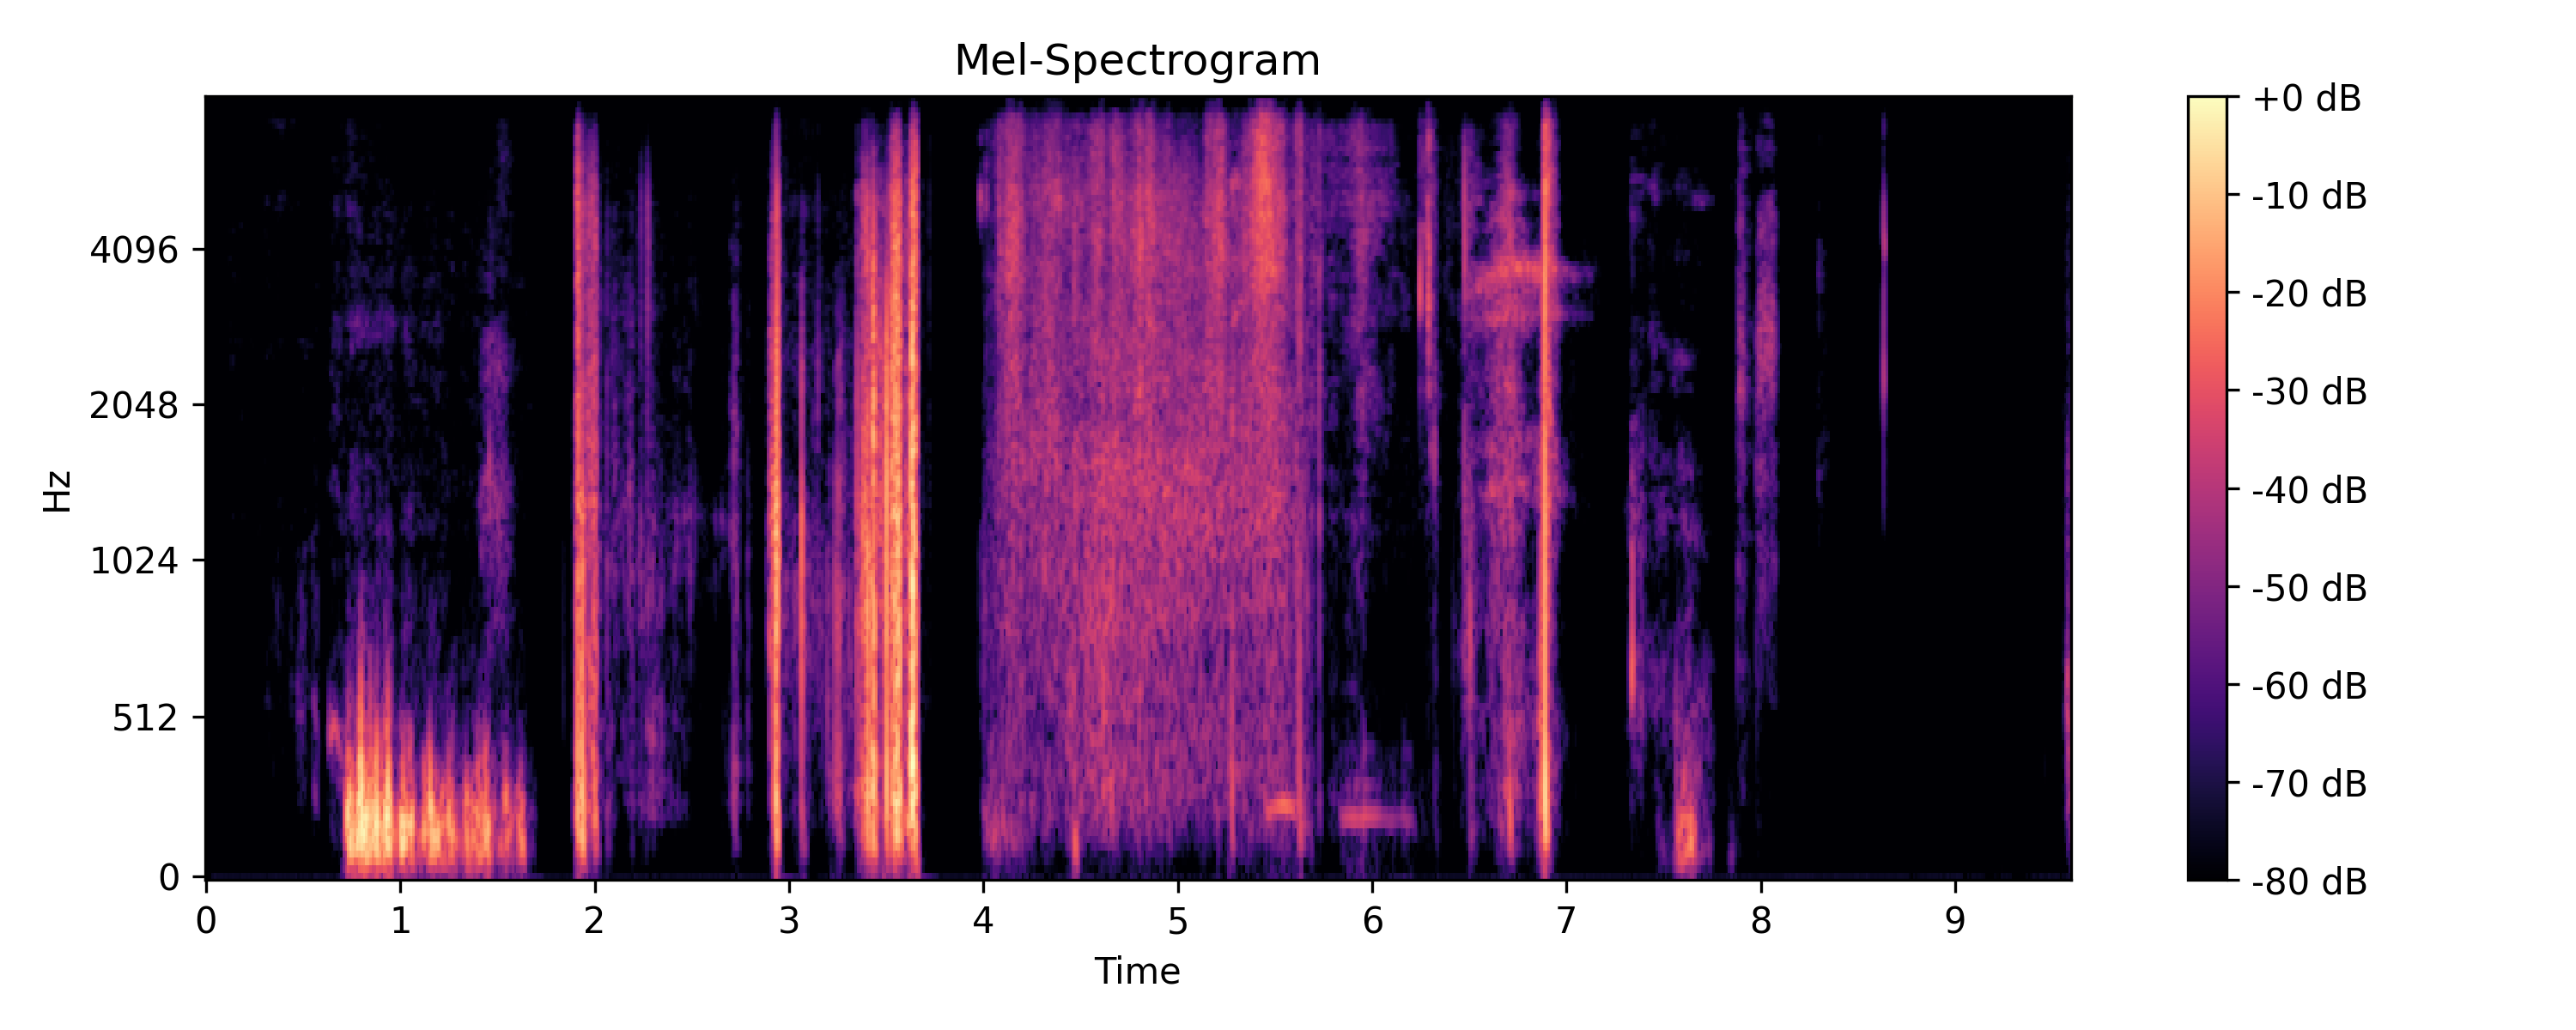 Mel-Spectrogram
+0 dB
-10 dB
-20 dB
-30 dB
-40 dB
-50 dB
-60 dB
-70 dB
-80 dB
Hz
4096
2048
1024
512
0
0 1 2 3 4 5 6 7 8 9
Time